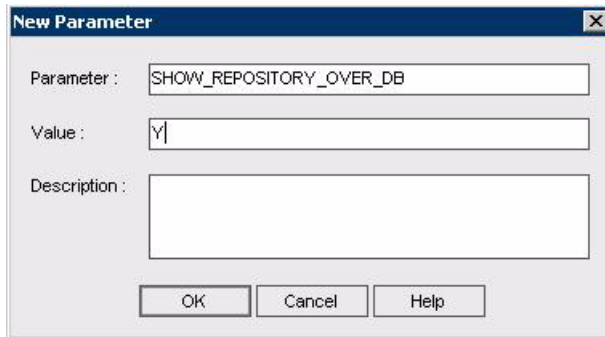 New Parameter
Parameter : SHOW_REPOSITORY_OVER_DB
Value : Y
Description :
OK Cancel Help